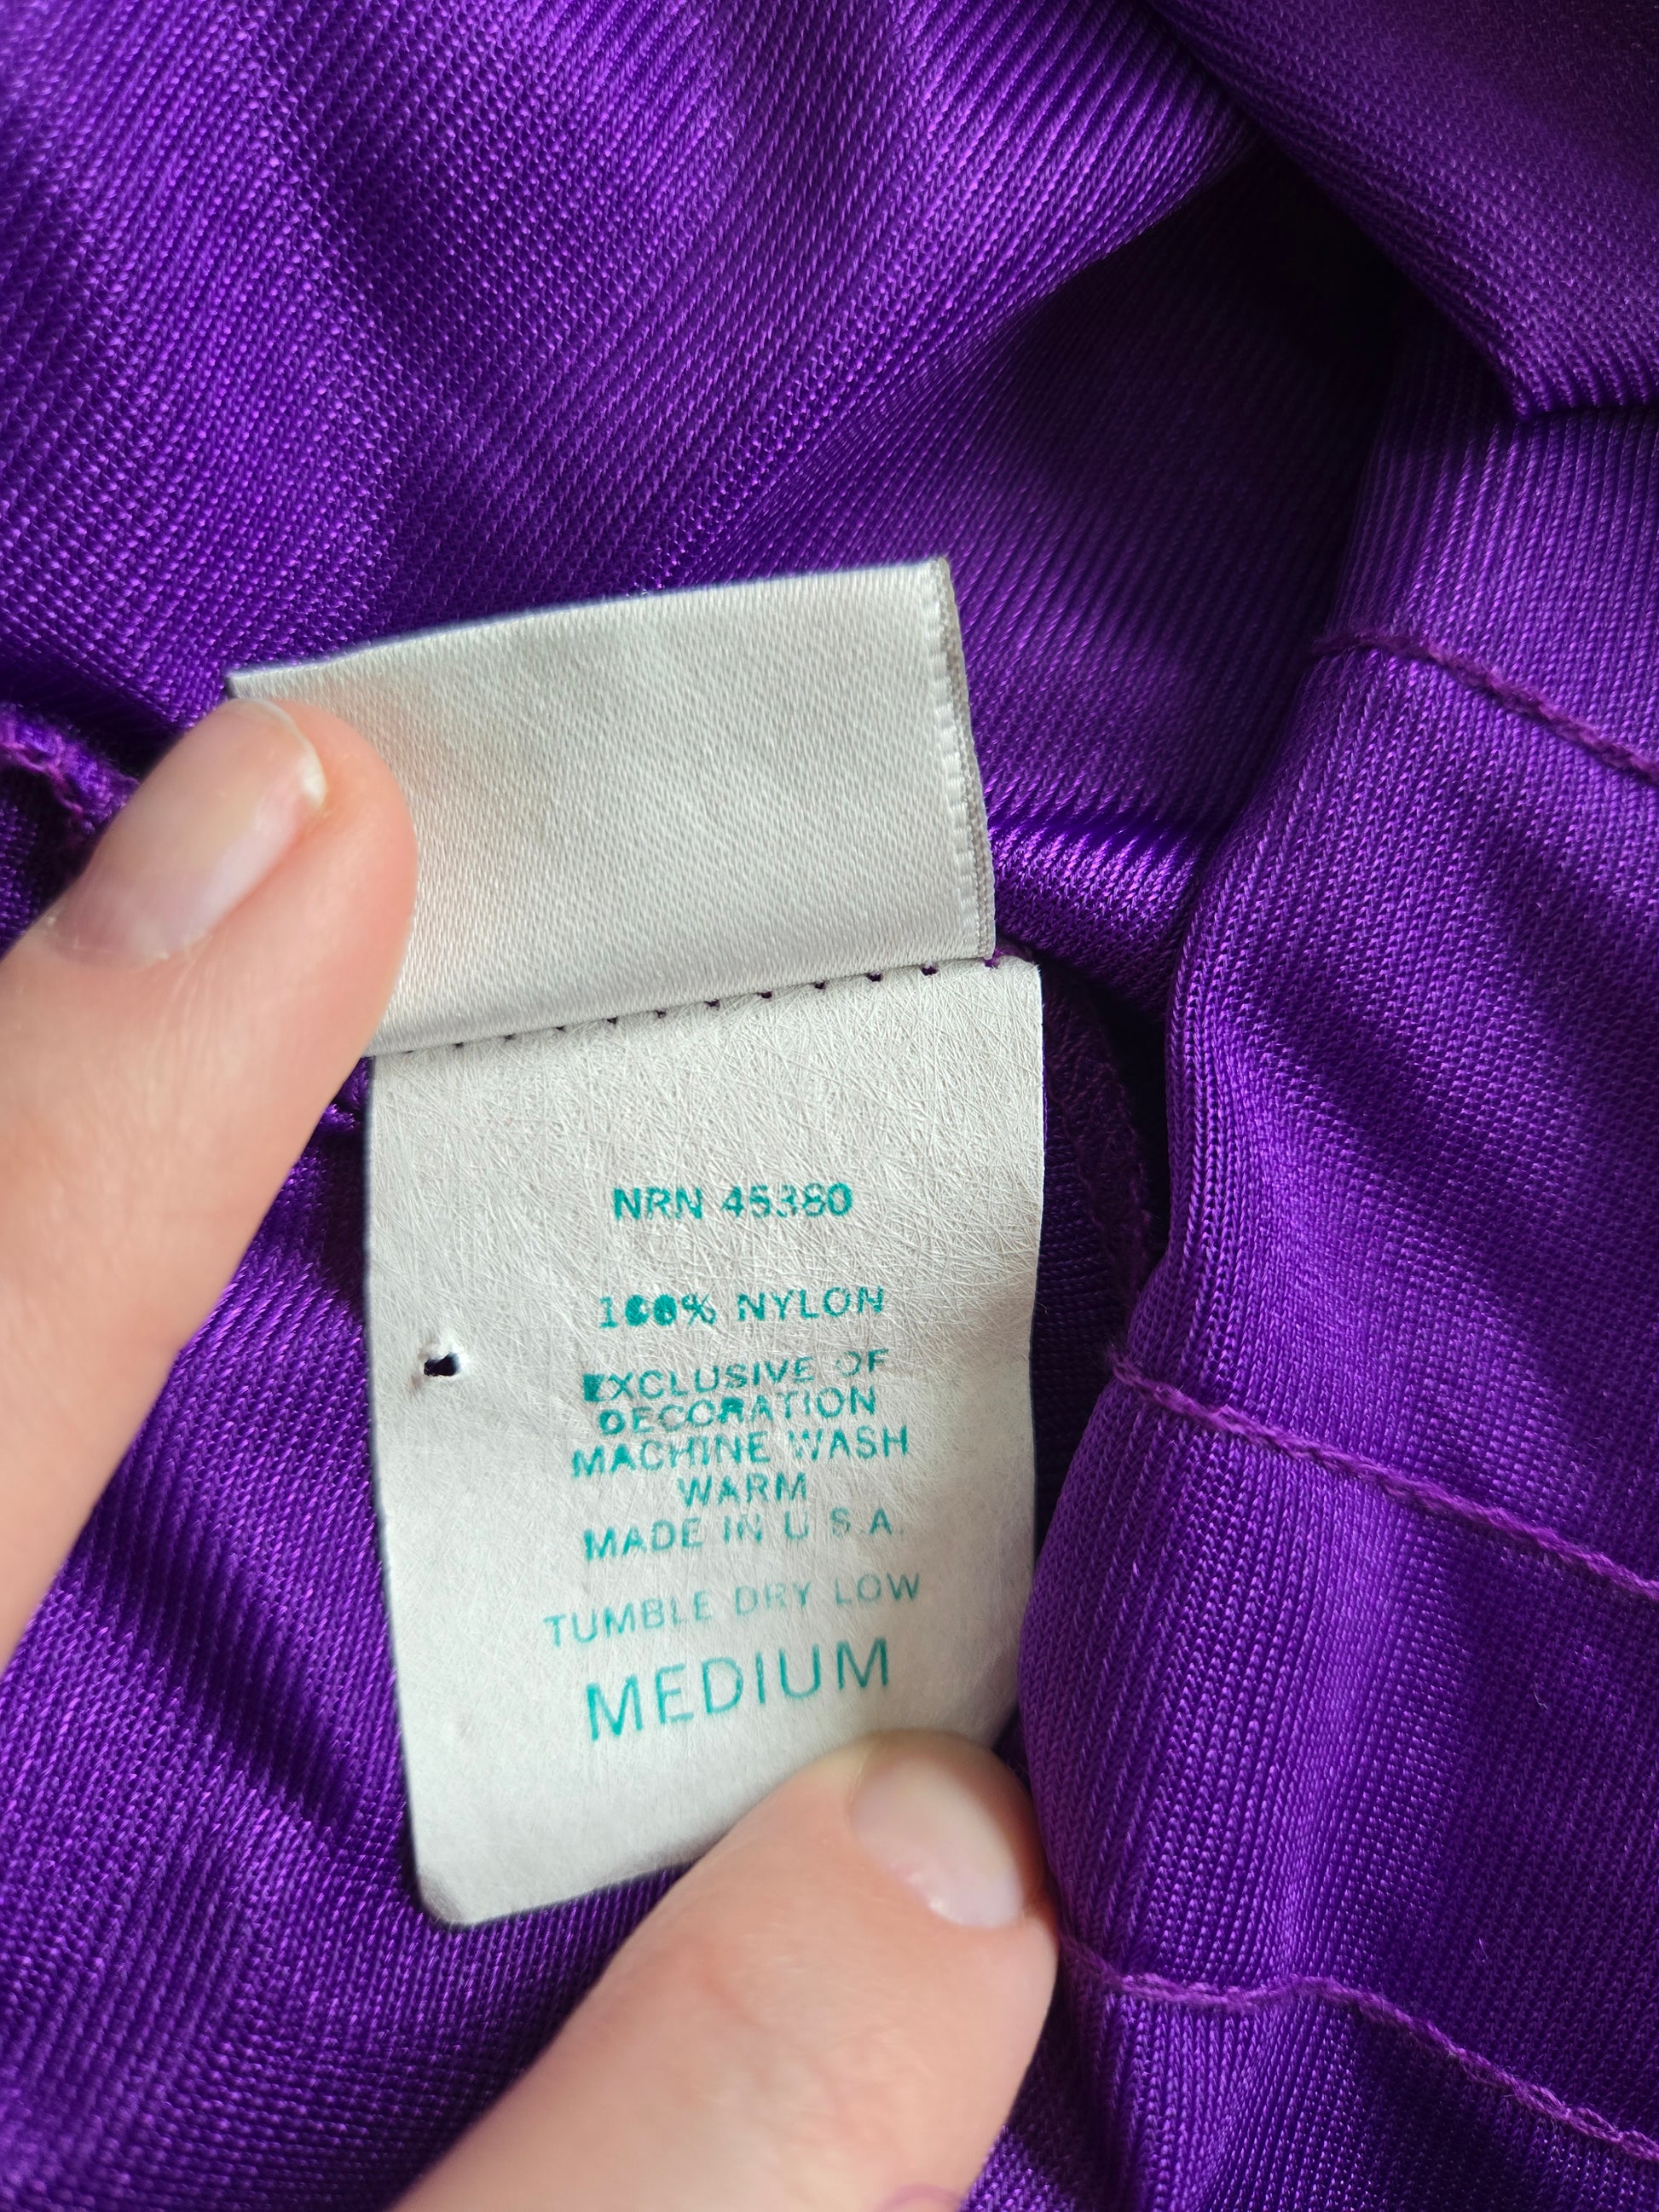 NRN 45380
100% NYLON
EXCLUSIVE OF
DECORATION
MACHINE WASH
WARM
MADE IN U.S.A.
TUMBLE DRY LOW
MEDIUM